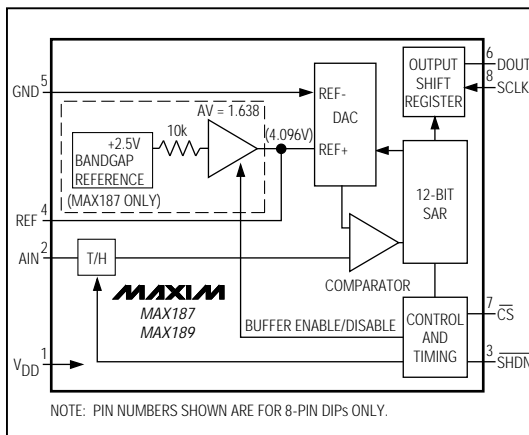 OUTPUT
SHIFT
REGISTER
6
DOUT
8
SCLK
GND
5
REF-
DAC
REF+
AV = 1.638
(4.096V)
+2.5V
BANDGAP
REFERENCE
10k
(MAX187 ONLY)
12-BIT
SAR
REF
4
AIN
2
T/H
COMPARATOR
MAXIM
MAX187
MAX189
BUFFER ENABLE/DISABLE
CONTROL
AND
TIMING
7
CS
3
SHDN
VDD
1
NOTE: PIN NUMBERS SHOWN ARE FOR 8-PIN DIPs ONLY.